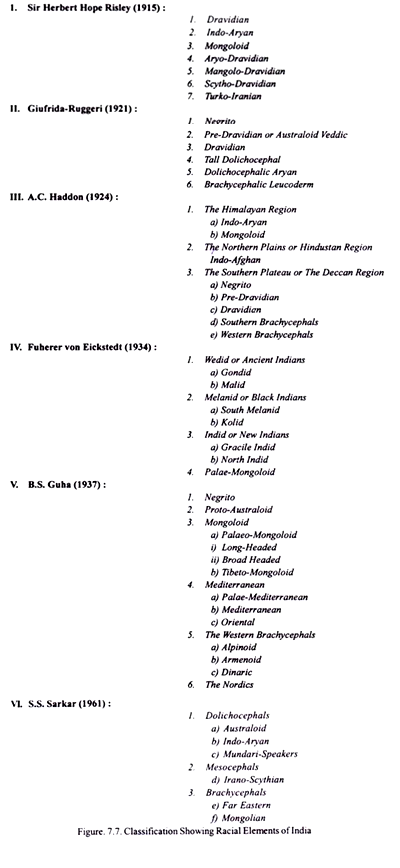 I. Sir Herbert Hope Risley (1915) :
1. Dravidian
2. Indo-Aryan
3. Mongoloid
4. Aryo-Dravidian
5. Mangolo-Dravidian
6. Scytho-Dravidian
7. Turko-Iranian
II. Giufrida-Ruggeri (1921) :
1. Negrito
2. Pre-Dravidian or Australoid Veddic
3. Dravidian
4. Tall Dolichocephal
5. Dolichocephalic Aryan
6. Brachycephalic Leucoderm
III. A.C. Haddon (1924) :
1. The Himalayan Region
a) Indo-Aryan
b) Mongoloid
2. The Northern Plains or Hindustan Region
Indo-Afghan
3. The Southern Plateau or The Deccan Region
a) Negrito
b) Pre-Dravidian
c) Dravidian
d) Southern Brachycephals
e) Western Brachycephals
IV. Fuherer von Eickstedt (1934) :
1. Wedid or Ancient Indians
a) Gondid
b) Malid
2. Melanid or Black Indians
a) South Melanid
b) Kolid
3. Indid or New Indians
a) Gracile Indid
b) North Indid
4. Palae-Mongoloid
V. B.S. Guha (1937) :
1. Negrito
2. Proto-Australoid
3. Mongoloid
a) Palaeo-Mongoloid
i) Long-Headed
ii) Broad Headed
b) Tibeto-Mongoloid
4. Mediterranean
a) Palae-Mediterranean
b) Mediterranean
c) Oriental
5. The Western Brachycephals
a) Alpinoid
b) Armenoid
c) Dinaric
6. The Nordics
VI. S.S. Sarkar (1961) :
1. Dolichocephals
a) Australoid
b) Indo-Aryan
c) Mundari-Speakers
2. Mesocephals
d) Irano-Scythian
3. Brachycephals
e) Far Eastern
f) Mongolian
Figure. 7.7. Classification Showing Racial Elements of India